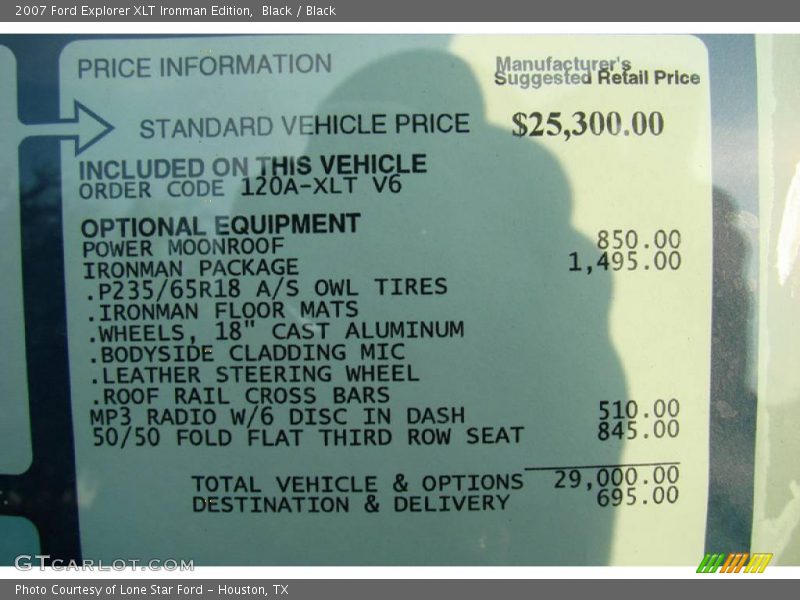 2007 Ford Explorer XLT Ironman Edition, Black / Black
PRICE INFORMATION
Manufacturer's
Suggested Retail Price
STANDARD VEHICLE PRICE $25,300.00
INCLUDED ON THIS VEHICLE
ORDER CODE 120A-XLT V6
OPTIONAL EQUIPMENT
POWER MOONROOF 850.00
IRONMAN PACKAGE 1,495.00
.P235/65R18 A/S OWL TIRES
.IRONMAN FLOOR MATS
.WHEELS, 18" CAST ALUMINUM
.BODYSIDE CLADDING MIC
.LEATHER STEERING WHEEL
.ROOF RAIL CROSS BARS
MP3 RADIO W/6 DISC IN DASH 510.00
50/50 FOLD FLAT THIRD ROW SEAT 845.00
TOTAL VEHICLE & OPTIONS 29,000.00
DESTINATION & DELIVERY 695.00
GTCARLOT.COM
Photo Courtesy of Lone Star Ford - Houston, TX